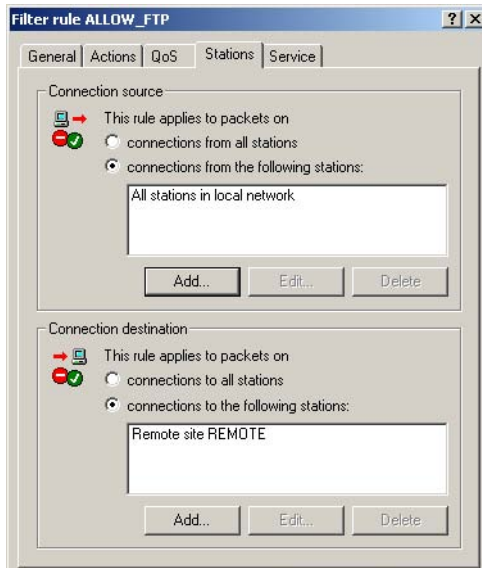 Filter rule ALLOW_FTP
General Actions QoS Stations Service
Connection source
This rule applies to packets on
connections from all stations
connections from the following stations:
All stations in local network
Add... Edit... Delete
Connection destination
This rule applies to packets on
connections to all stations
connections to the following stations:
Remote site REMOTE
Add... Edit... Delete